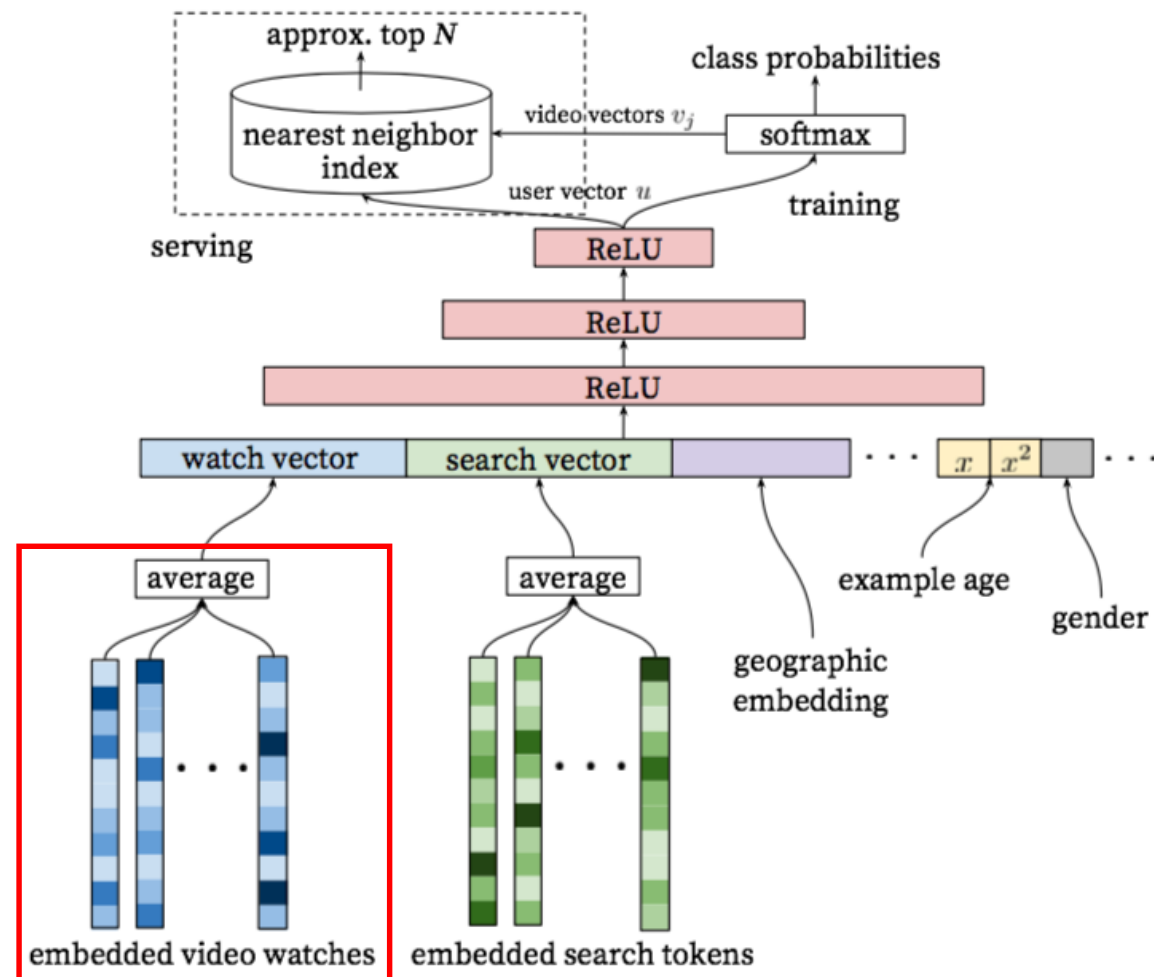 approx. top N
class probabilities
nearest neighbor
index
video vectors v_j
softmax
user vector u
training
serving
ReLU
ReLU
ReLU
watch vector
search vector
. . .
x
x²
. . .
average
average
example age
gender
geographic
embedding
. . .
. . .
embedded video watches
embedded search tokens